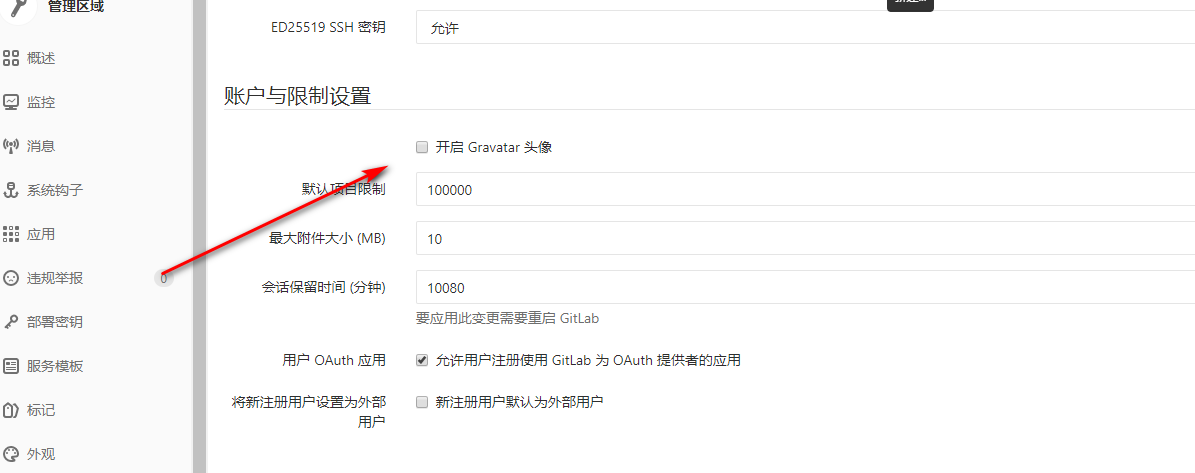 管理区域
概述
监控
消息
系统钩子
应用
违规举报 0
部署密钥
服务模板
标记
外观
ED25519 SSH 密钥 允许
账户与限制设置
开启 Gravatar 头像
默认项目限制 100000
最大附件大小 (MB) 10
会话保留时间 (分钟) 10080
要应用此变更需要重启 GitLab
用户 OAuth 应用 允许用户注册使用 GitLab 为 OAuth 提供者的应用
将新注册用户设置为外部 新注册用户默认为外部用户
用户